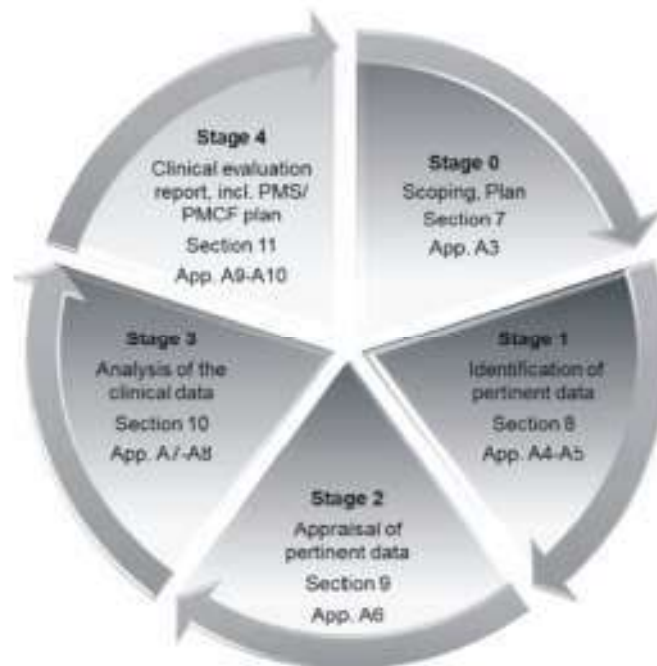 Stage 0
Scoping, Plan
Section 7
App. A3
Stage 1
Identification of
pertinent data
Section 8
App. A4-A5
Stage 2
Appraisal of
pertinent data
Section 9
App. A6
Stage 3
Analysis of the
clinical data
Section 10
App. A7-A8
Stage 4
Clinical evaluation
report, incl. PMS/
PMCF plan
Section 11
App. A9-A10